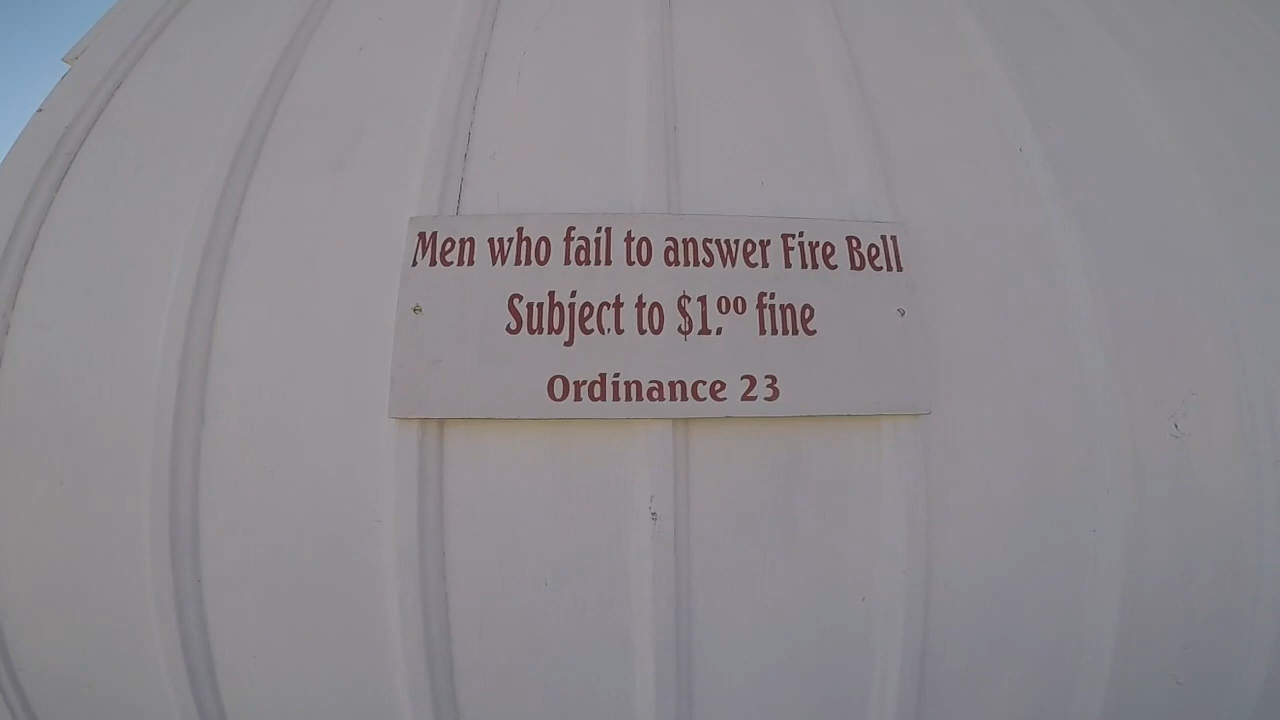 Men who fail to answer Fire Bell
Subject to $1.00 fine
Ordinance 23